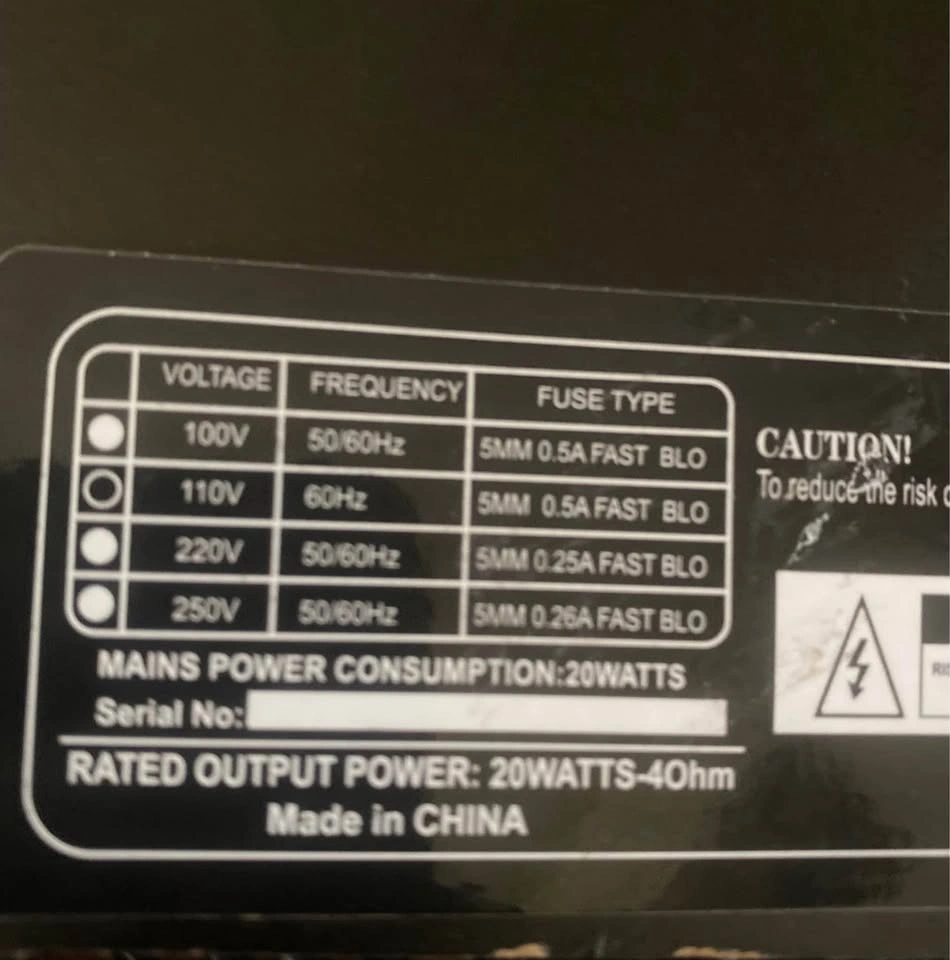 VOLTAGE FREQUENCY FUSE TYPE
100V 50/60Hz 5MM 0.5A FAST BLO
110V 60Hz 5MM 0.5A FAST BLO
220V 50/60Hz 5MM 0.25A FAST BLO
250V 50/60Hz 5MM 0.26A FAST BLO
MAINS POWER CONSUMPTION:20WATTS
Serial No:
RATED OUTPUT POWER: 20WATTS-4Ohm
Made in CHINA
CAUTION!
To reduce the risk